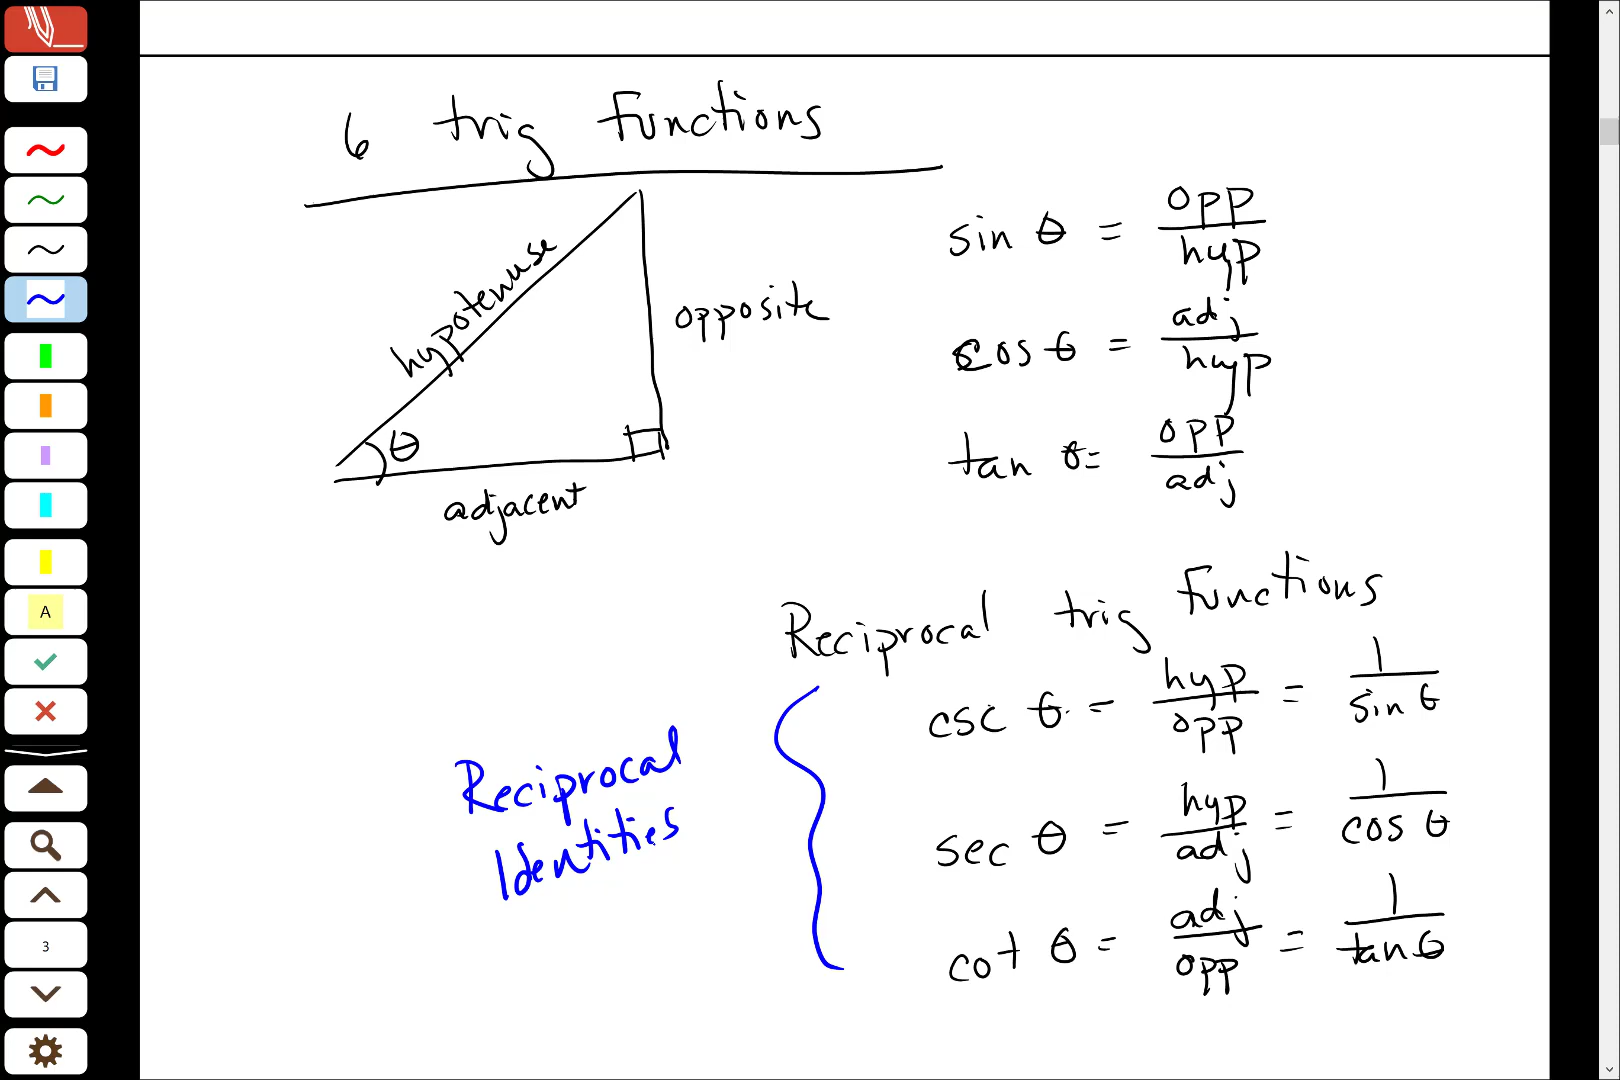 6 trig functions
hypotenuse
opposite
θ
adjacent
sin θ = opp/hyp
cos θ = adj/hyp
tan θ = opp/adj
Reciprocal trig functions
csc θ = hyp/opp = 1/sin θ
sec θ = hyp/adj = 1/cos θ
cot θ = adj/opp = 1/tan θ
Reciprocal
Identities
A
3